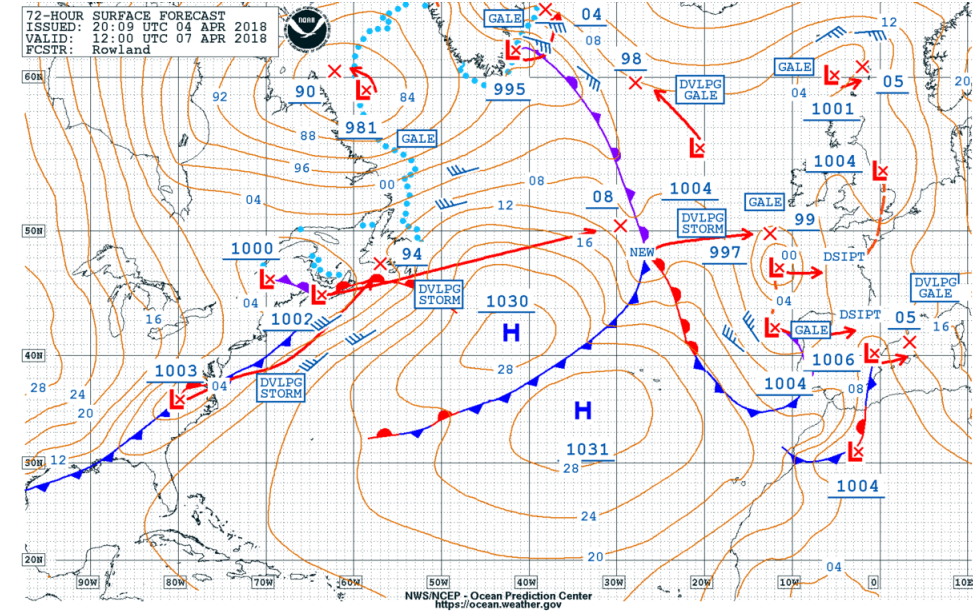 72-HOUR SURFACE FORECAST
ISSUED: 20:09 UTC 04 APR 2018
VALID: 12:00 UTC 07 APR 2018
FCSTR: Rowland
NOAA
GALE
04
12
08
98
GALE
60N
90
92
84
995
DVLPG
GALE
04
05
20
1001
981
GALE
88
96
1004
00
08
04
12
08
1004
GALE
50N
DVLPG
STORM
99
16
1000
94
NEW
997
00
DSIPT
DVLPG
STORM
DVLPG
GALE
04
1030
04
1002
H
DSIPT
05
16
16
GALE
40N
1006
1003
28
04
DVLPG
STORM
1004
08
28
24
20
H
12
30N
1031
28
1004
24
20N
20
04
90W
80W
70W
60W
50W
40W
30W
20W
10W
0
10E
NWS/NCEP - Ocean Prediction Center
https://ocean.weather.gov
L
L
L
L
L
L
L
L
L
L
L
L